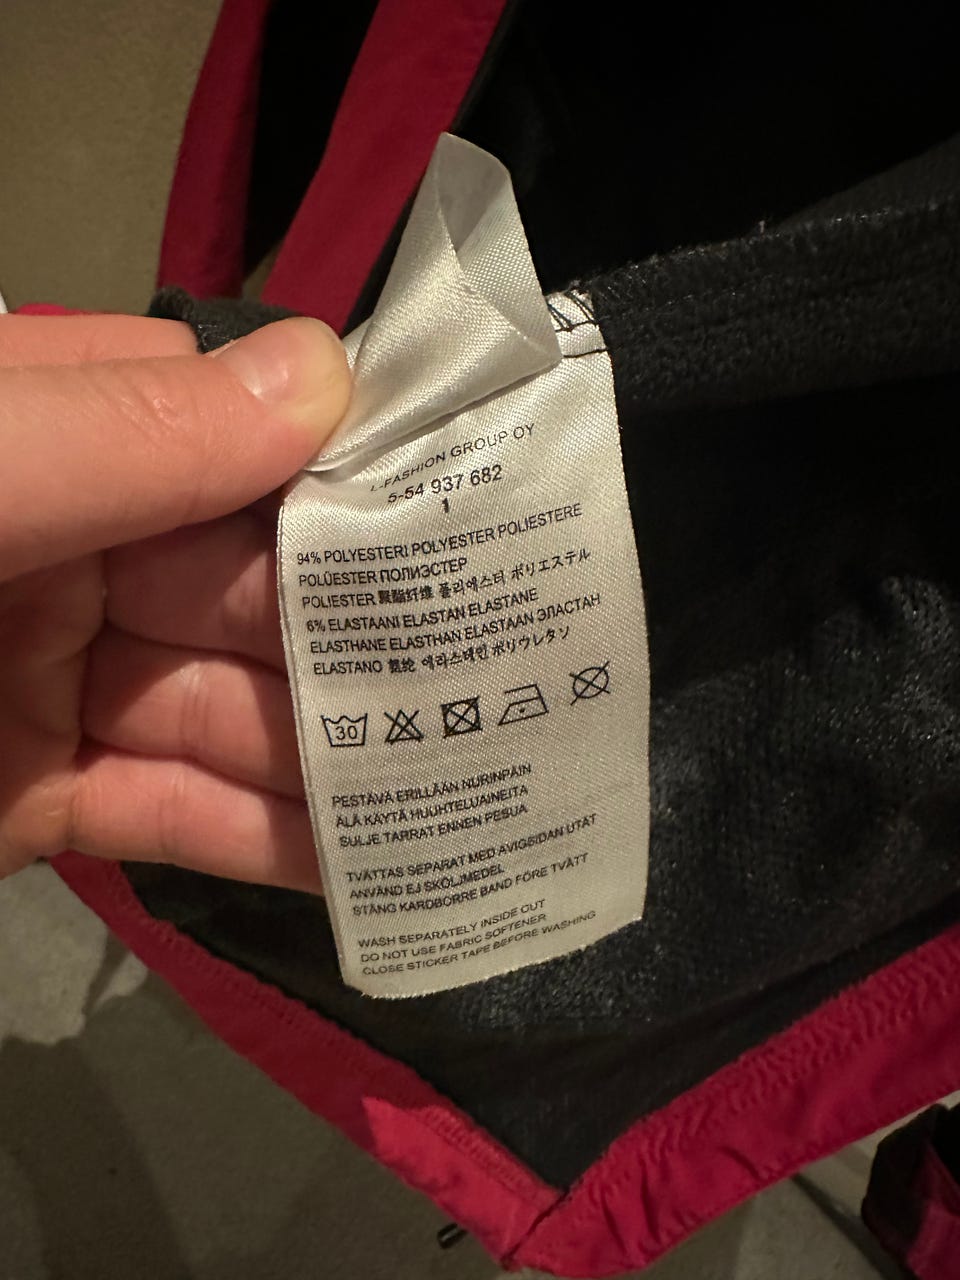 L-FASHION GROUP OY
5-54 937 682
1
94% POLYESTERI POLYESTER POLIESTERE
POLÜESTER ПОЛИЭСТЕР
POLIESTER 聚酯纤维 폴리에스터 ポリエステル
6% ELASTAANI ELASTAN ELASTANE
ELASTHANE ELASTHAN ELASTAAN ЭЛАСТАН
ELASTANO 氨纶 에라스테인 ポリウレタン
30
PESTÄVÄ ERILLÄÄN NURINPÄIN
ÄLÄ KÄYTÄ HUUHTELUAINEITA
SULJE TARRAT ENNEN PESUA
TVÄTTAS SEPARAT MED AVIGSIDAN UTÅT
ANVÄND EJ SKÖLJMEDEL
STÄNG KARDBORRE BAND FÖRE TVÄTT
WASH SEPARATELY INSIDE OUT
DO NOT USE FABRIC SOFTENER
CLOSE STICKER TAPE BEFORE WASHING